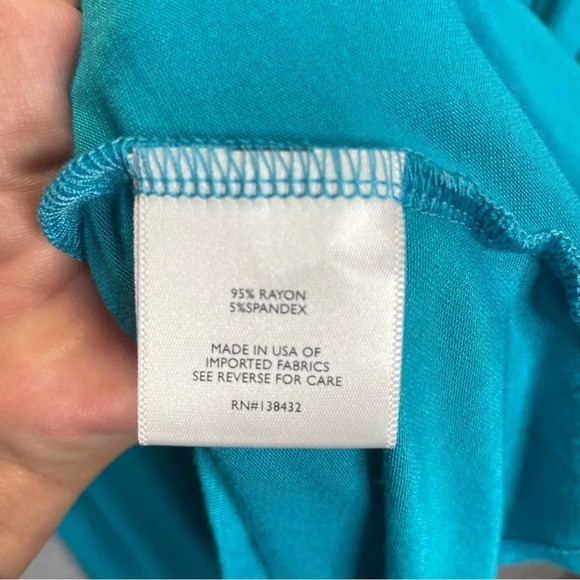 95% RAYON
5%SPANDEX
MADE IN USA OF
IMPORTED FABRICS
SEE REVERSE FOR CARE
RN#138432